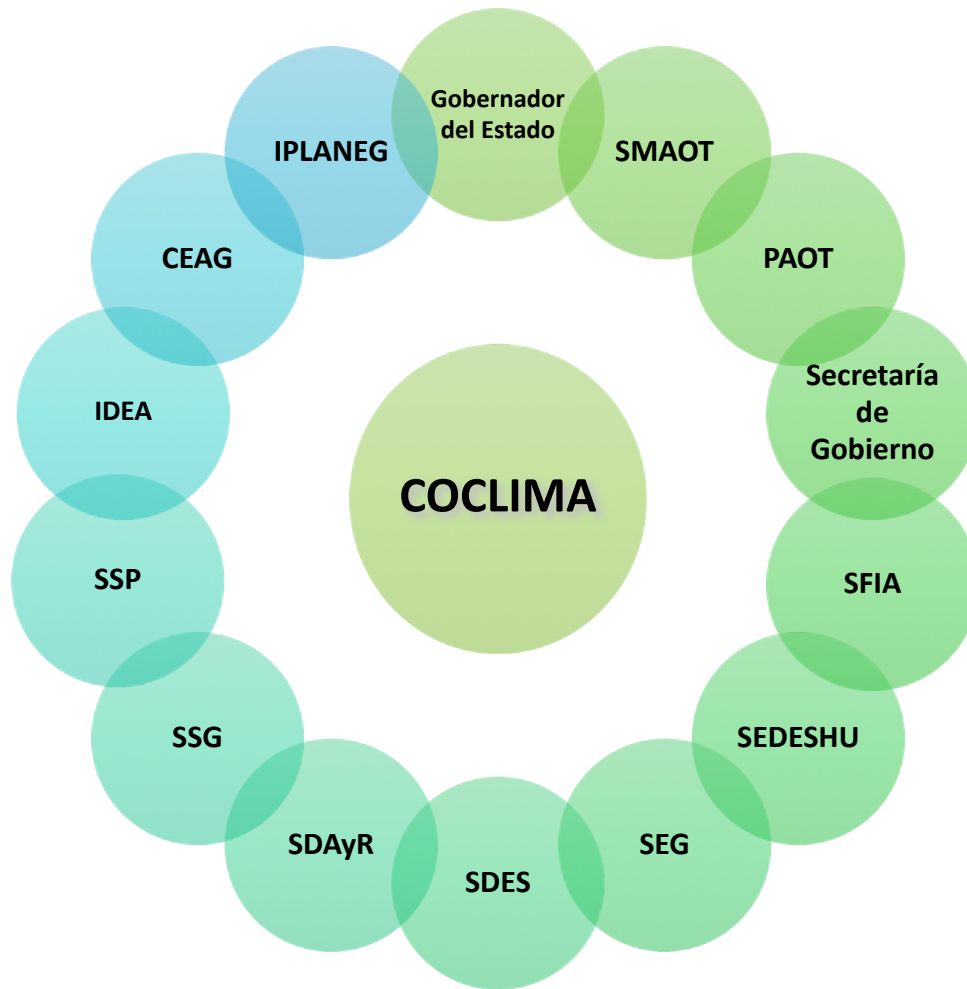 Gobernador
del Estado
SMAOT
PAOT
Secretaría
de
Gobierno
SFIA
SEDESHU
SEG
SDES
SDAyR
SSG
SSP
IDEA
CEAG
IPLANEG
COCLIMA